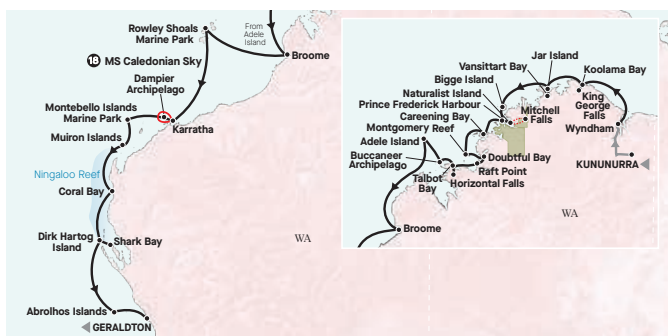 Rowley Shoals
Marine Park
From
Adele
Island
Broome
18 MS Caledonian Sky
Dampier
Archipelago
Montebello Islands
Marine Park
Karratha
Muiron Islands
Ningaloo Reef
Coral Bay
Dirk Hartog
Island
Shark Bay
WA
Abrolhos Islands
GERALDTON
Jar Island
Vansittart Bay
Koolama Bay
Bigge Island
Naturalist Island
King
George
Falls
Prince Frederick Harbour
Mitchell
Falls
Careening Bay
Wyndham
Montgomery Reef
Adele Island
Doubtful Bay
Buccaneer
Archipelago
KUNUNURRA
Raft Point
Talbot
Bay
Horizontal Falls
WA
Broome